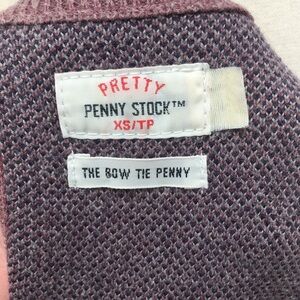 PRETTY
PENNY STOCK™
XS/TP
THE BOW TIE PENNY